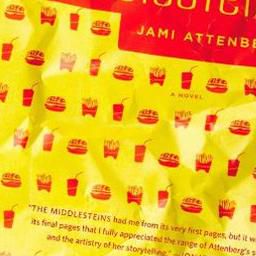 JAMI ATTENBE
A NOVEL
"THE MIDDLESTEINS had me from its very first pages, but it w
its final pages that I fully appreciated the range of Attenberg's s
and the artistry of her storytelling."